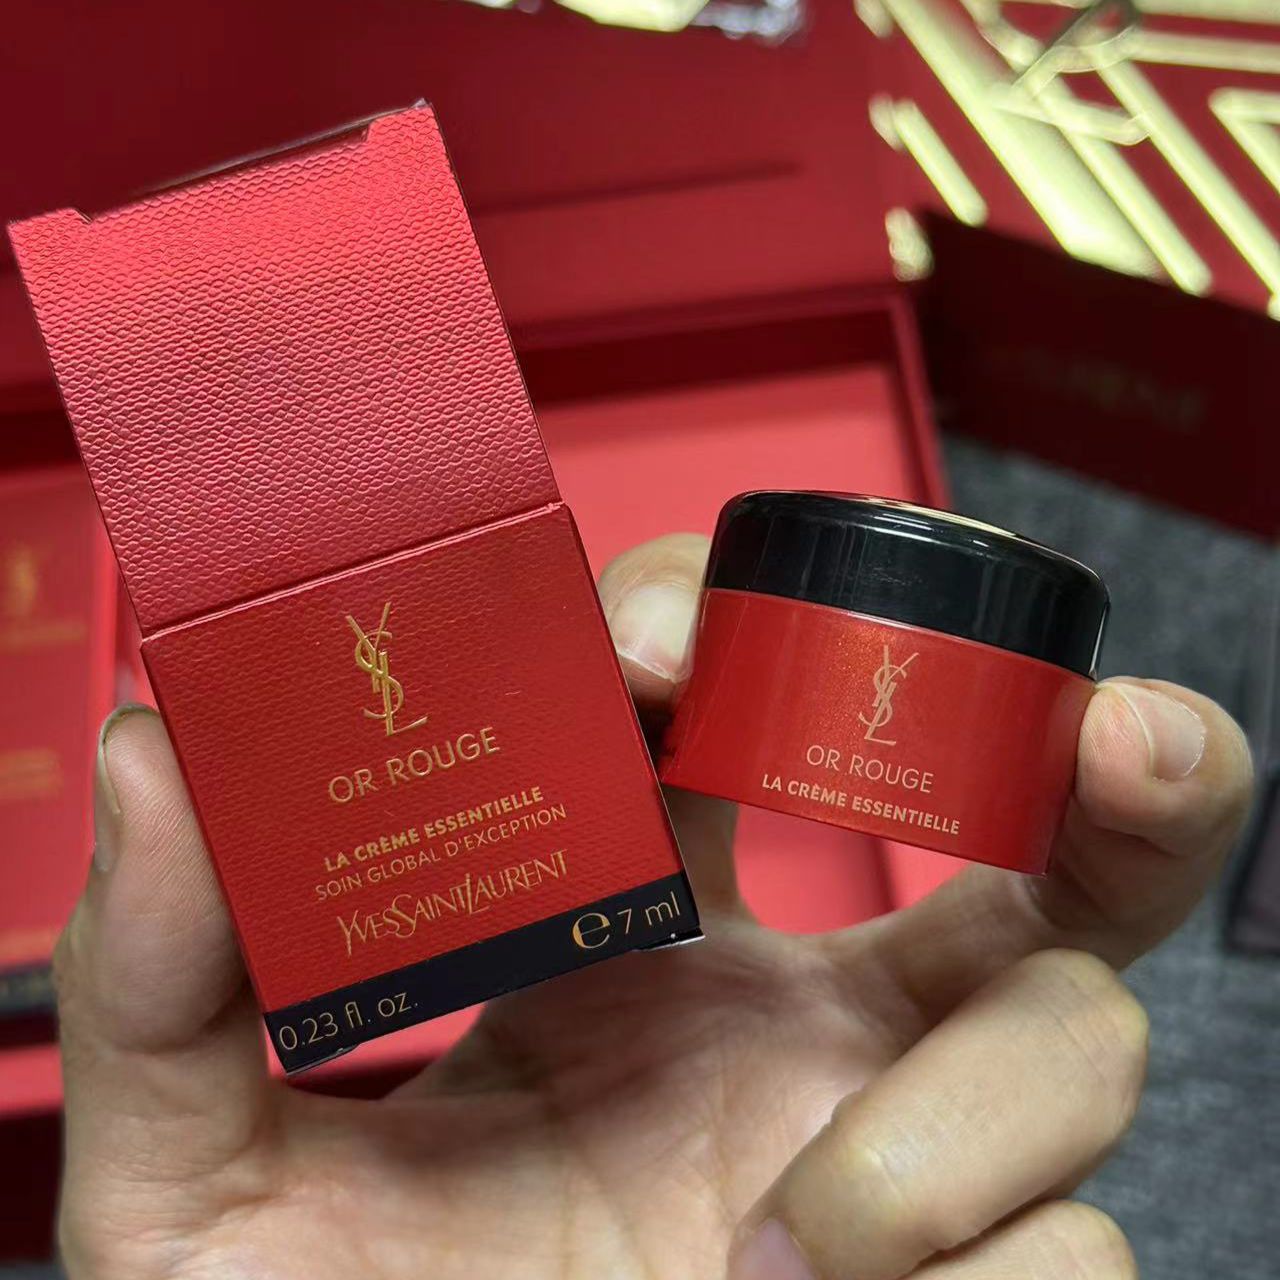 YSL
OR ROUGE
LA CRÈME ESSENTIELLE
SOIN GLOBAL D'EXCEPTION
YVESSAINTLAURENT
0.23 fl. oz. e 7 ml
YSL
OR ROUGE
LA CRÈME ESSENTIELLE